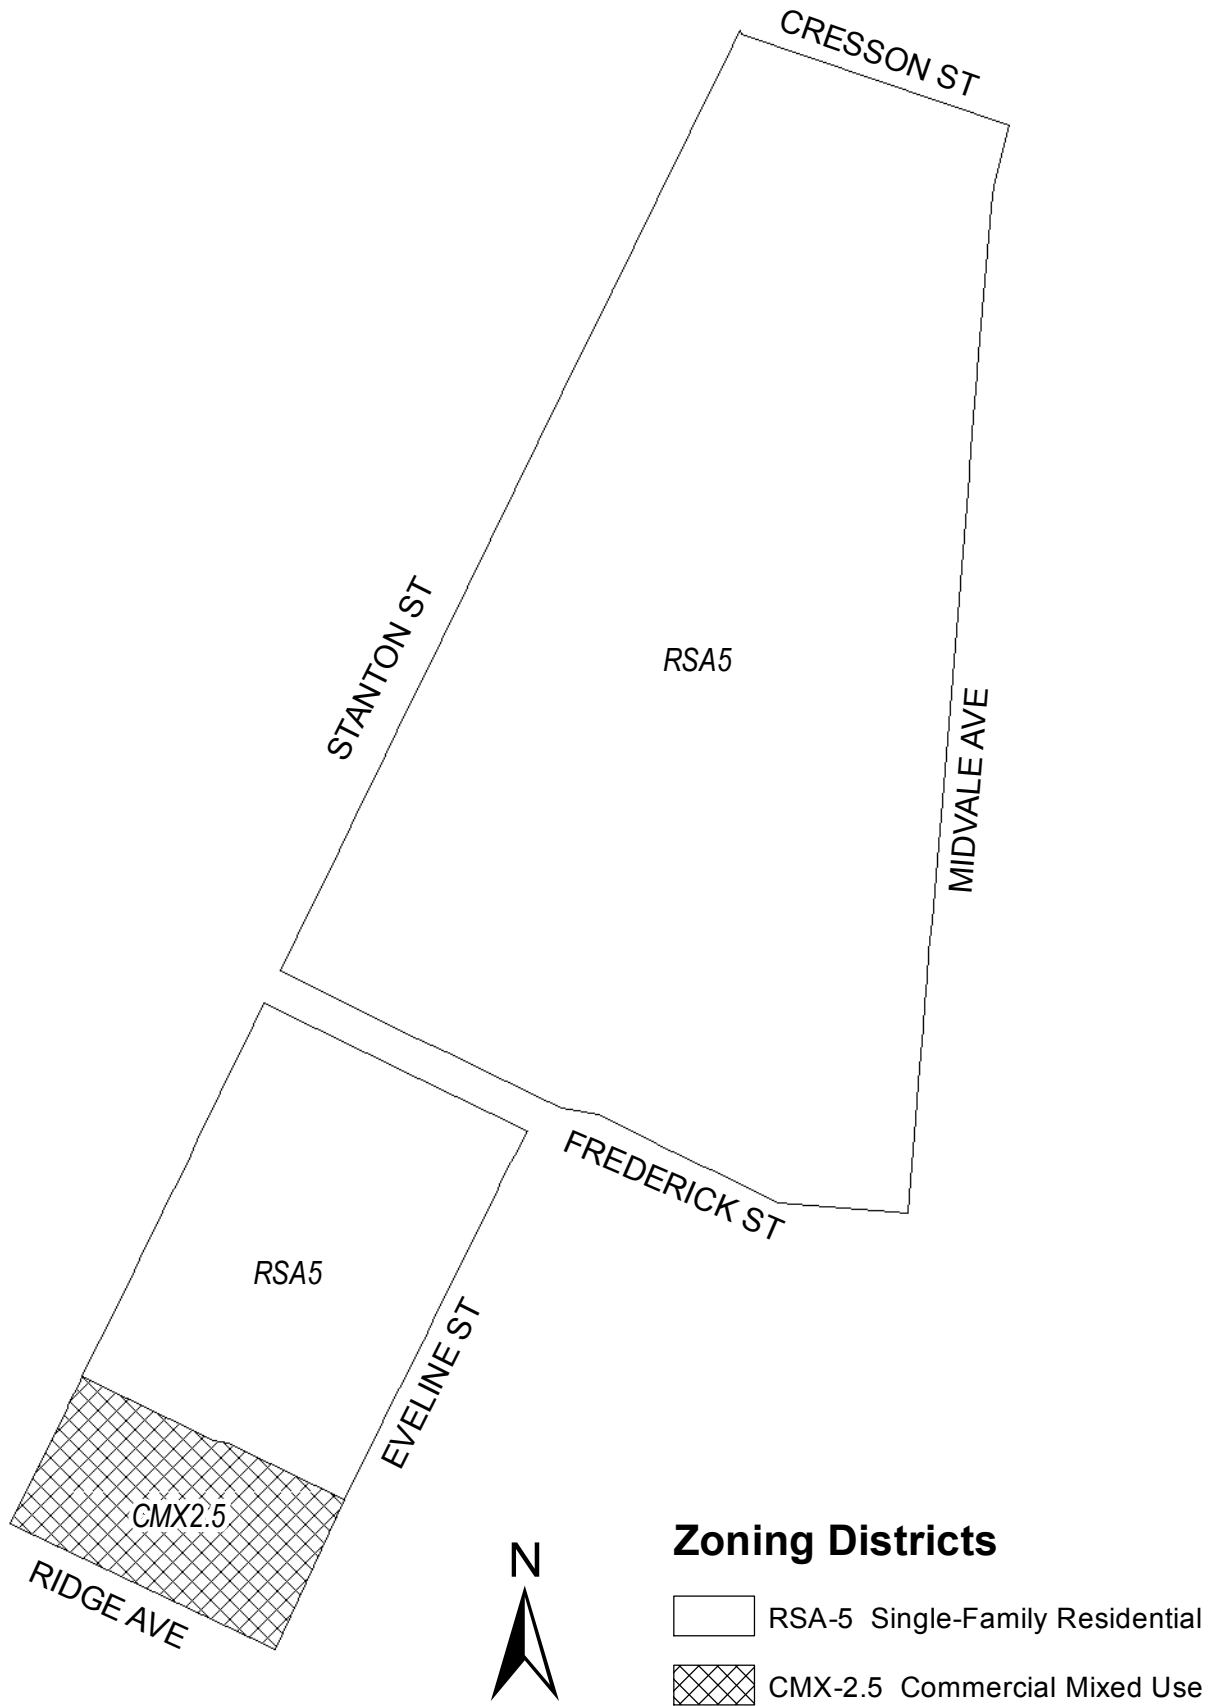 CRESSON ST
STANTON ST
RSA5
MIDVALE AVE
FREDERICK ST
RSA5
EVELINE ST
CMX2.5
RIDGE AVE
N
Zoning Districts
RSA-5 Single-Family Residential
CMX-2.5 Commercial Mixed Use